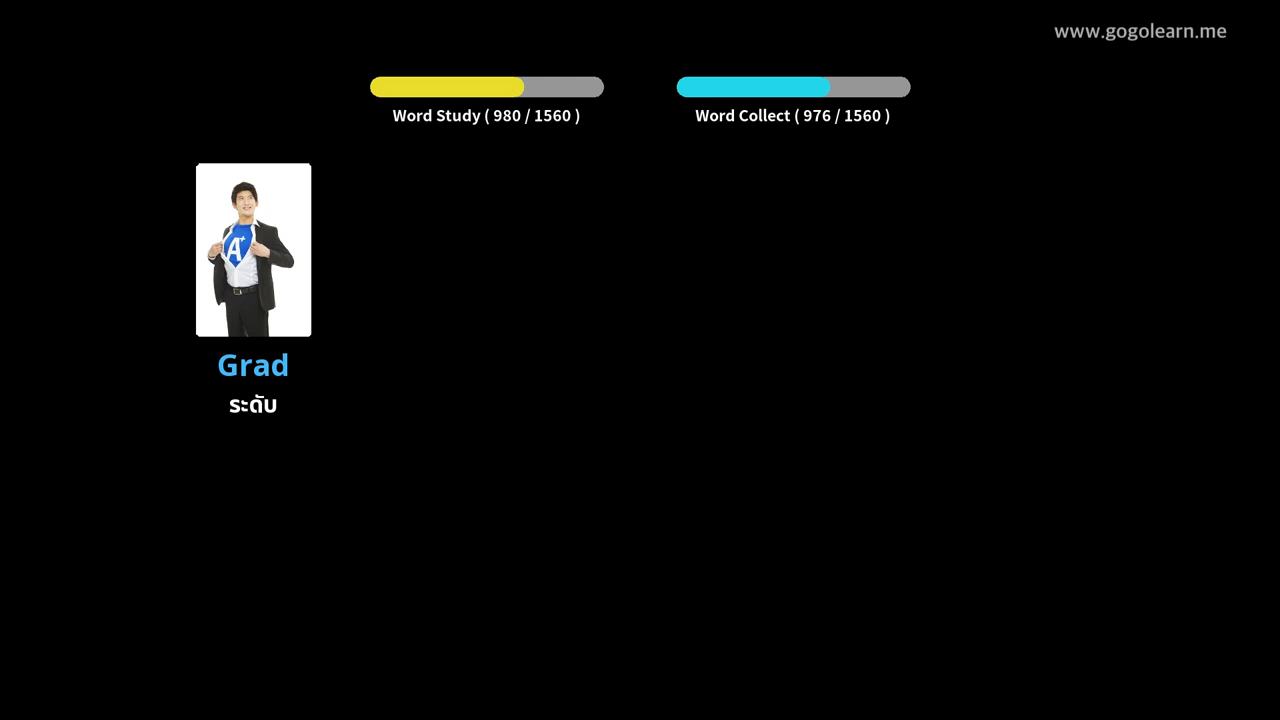 www.gogolearn.me
Word Study ( 980 / 1560 )
Word Collect ( 976 / 1560 )
A+
Grad
ระดับ